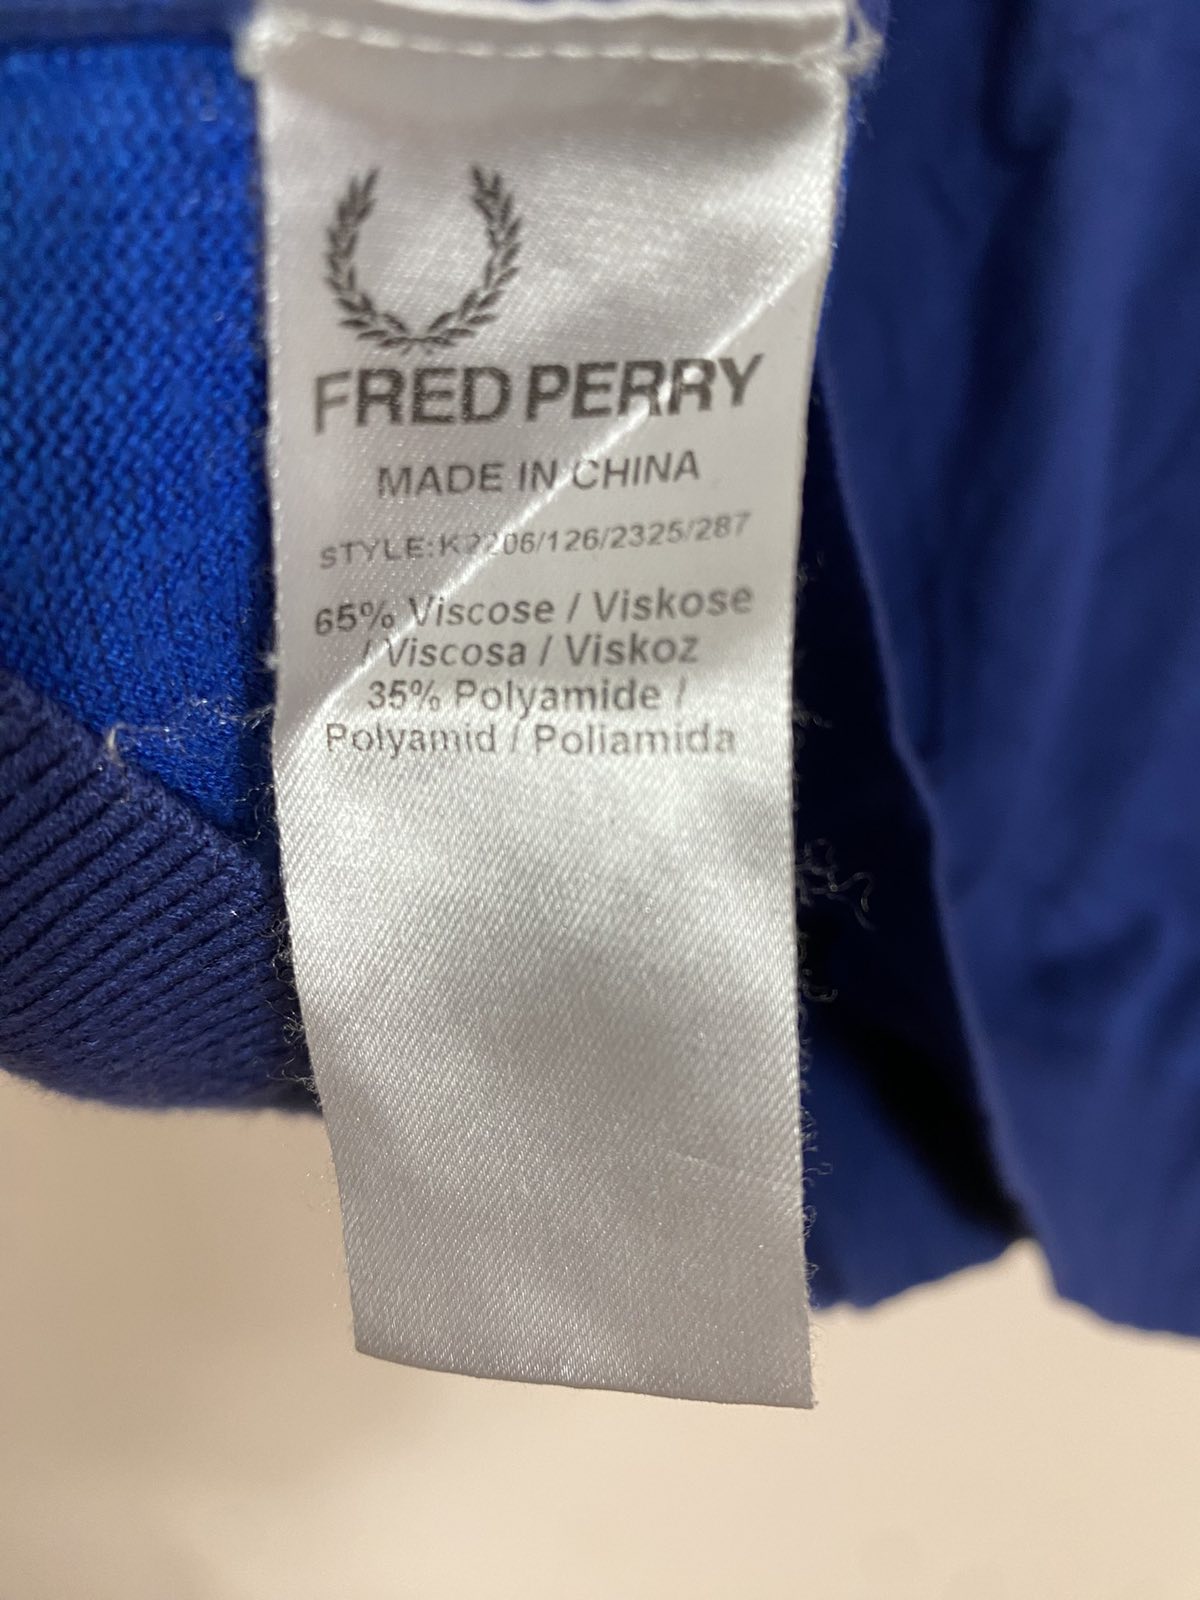 FRED PERRY
MADE IN CHINA
STYLE:K2206/126/2325/287
65% Viscose / Viskose
/ Viscosa / Viskoz
35% Polyamide /
Polyamid / Poliamida